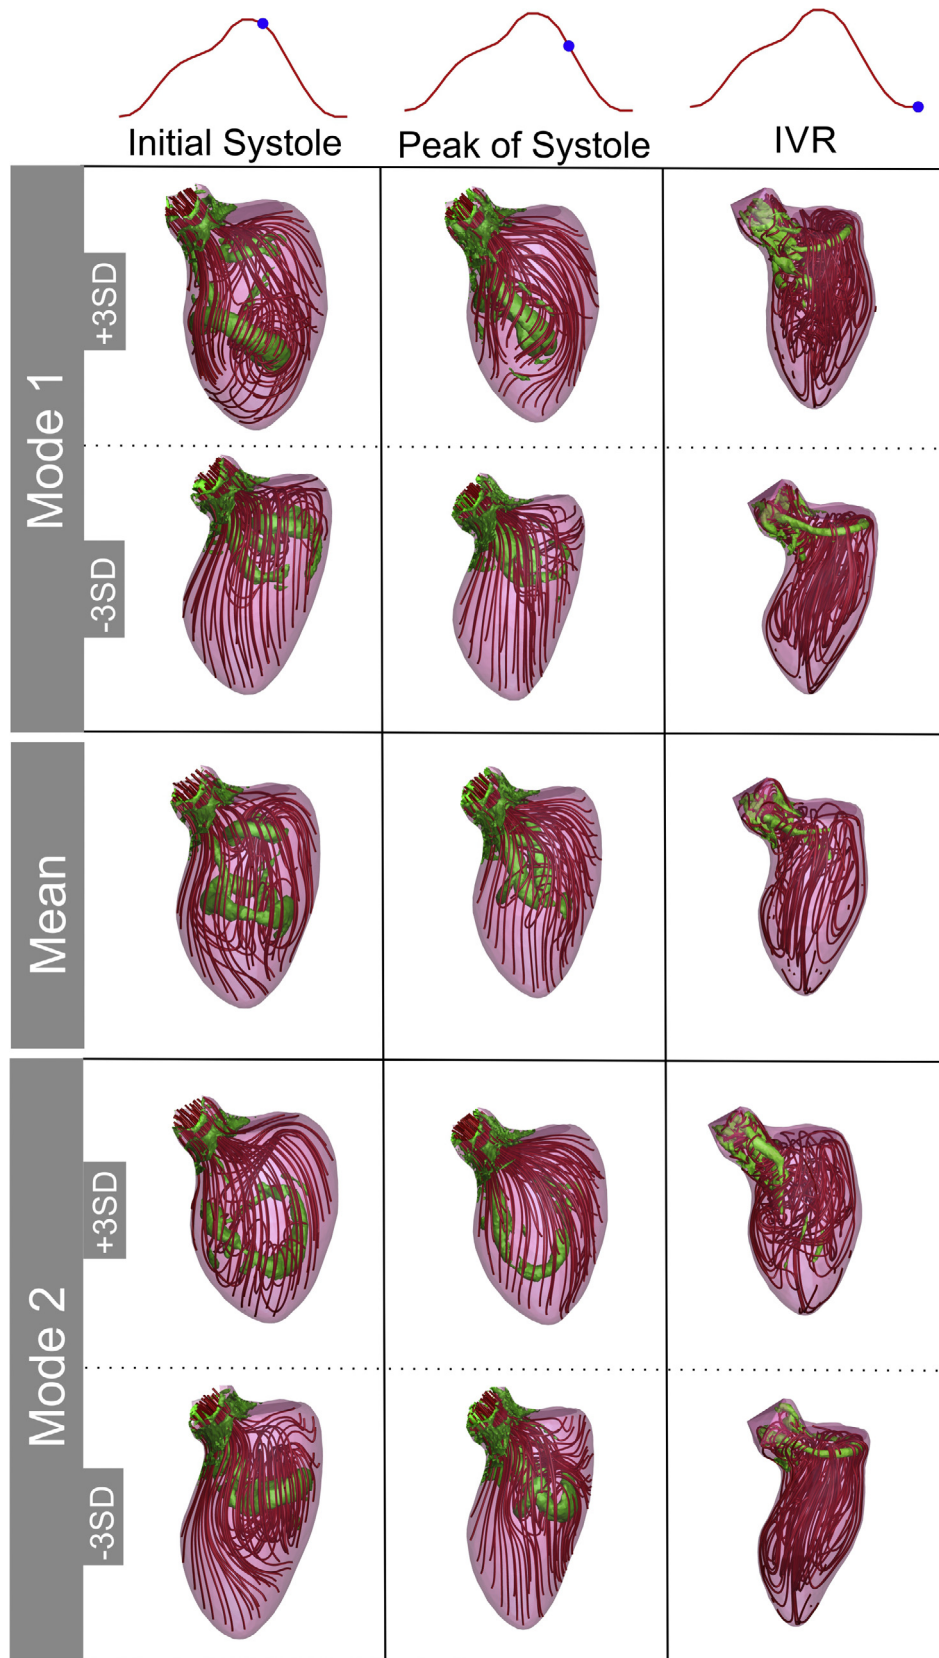 Initial Systole
Peak of Systole
IVR
Mode 1
+3SD
-3SD
Mean
Mode 2
+3SD
-3SD